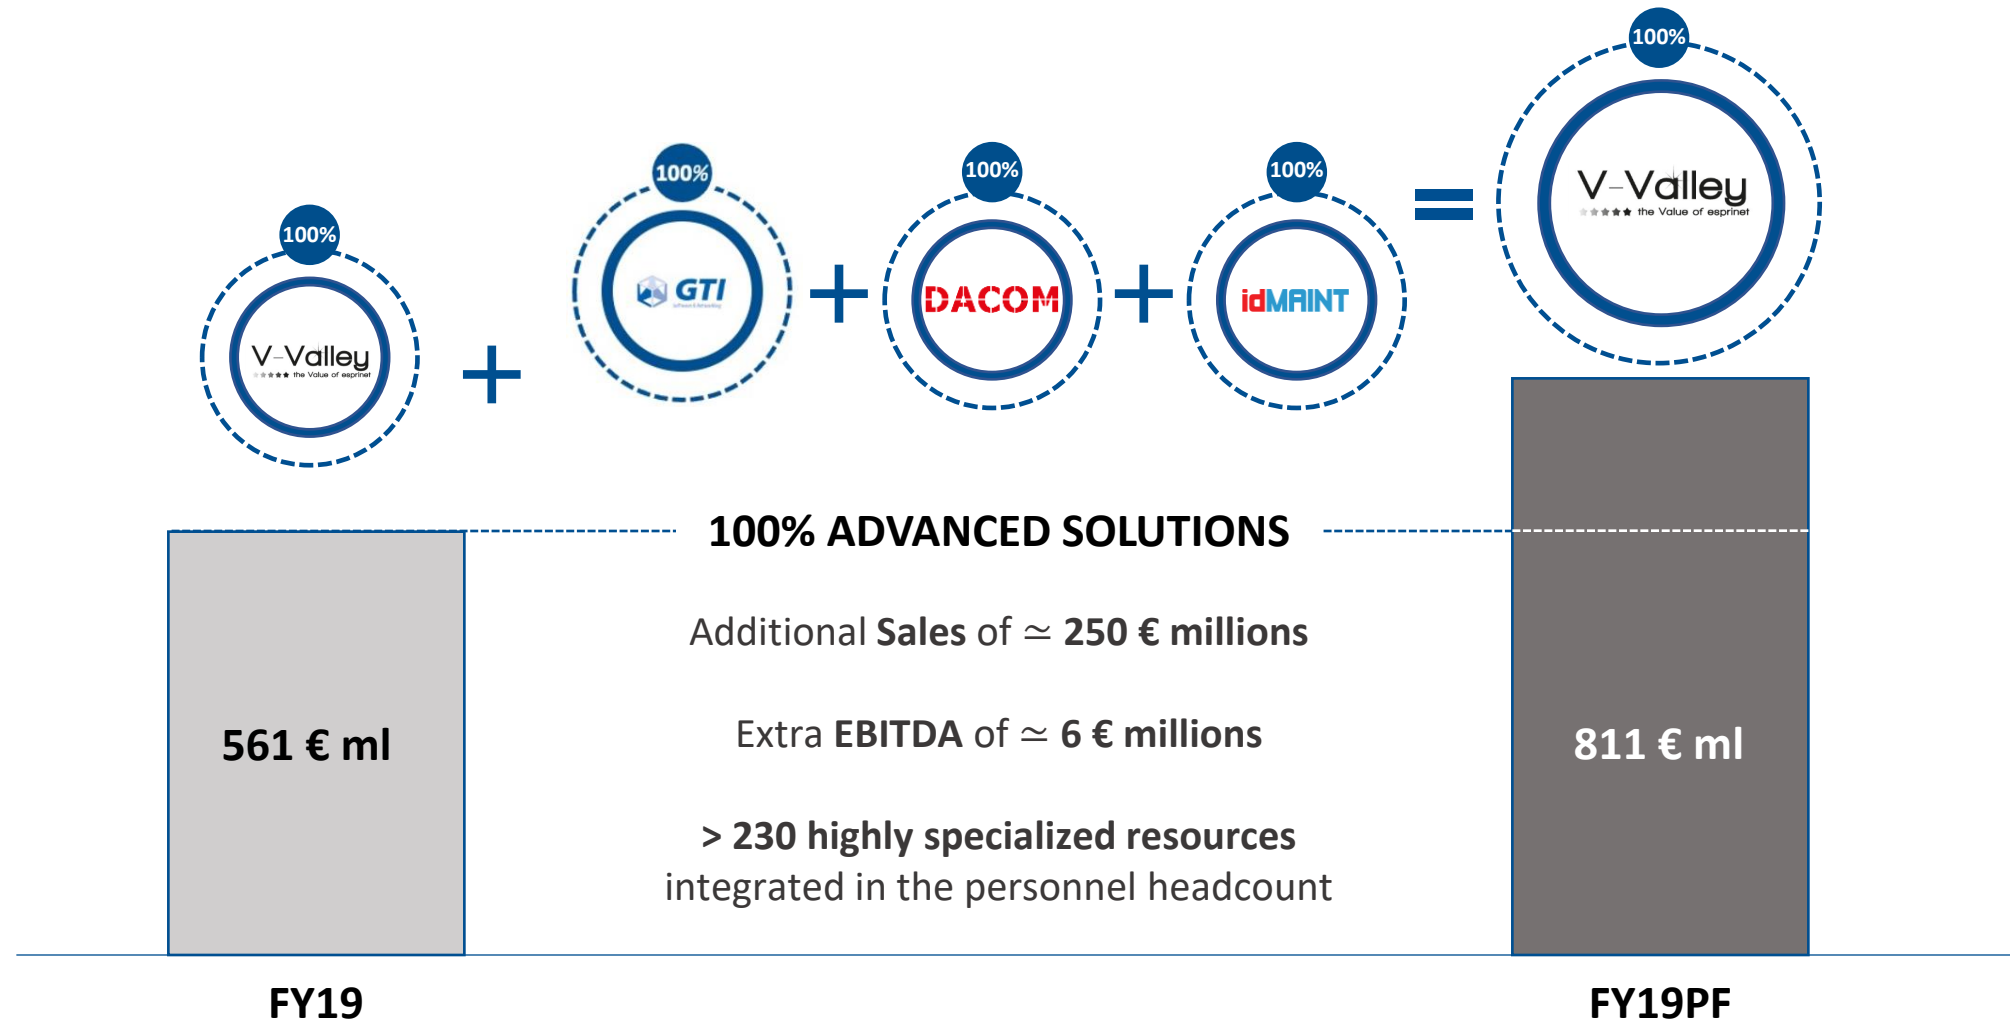 100%
100%
100%
100%
100%
V-Valley
the Value of esprinet
GTI
Software & Networking
DACOM
idMAINT
V-Valley
the Value of esprinet
+
+
+
=
100% ADVANCED SOLUTIONS
Additional Sales of ≃ 250 € millions
Extra EBITDA of ≃ 6 € millions
> 230 highly specialized resources
integrated in the personnel headcount
561 € ml
811 € ml
FY19
FY19PF